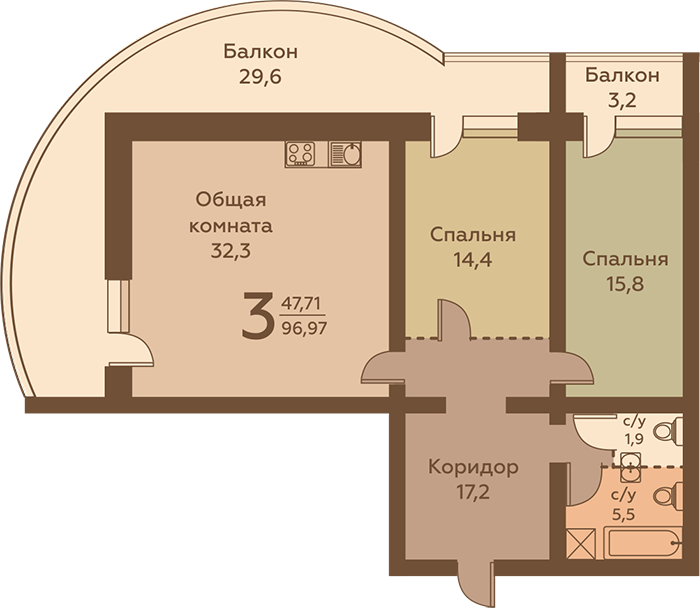 Балкон
29,6
Балкон
3,2
Общая
комната
32,3
Спальня
14,4
Спальня
15,8
3
47,71
96,97
Коридор
17,2
с/у
1,9
с/у
5,5